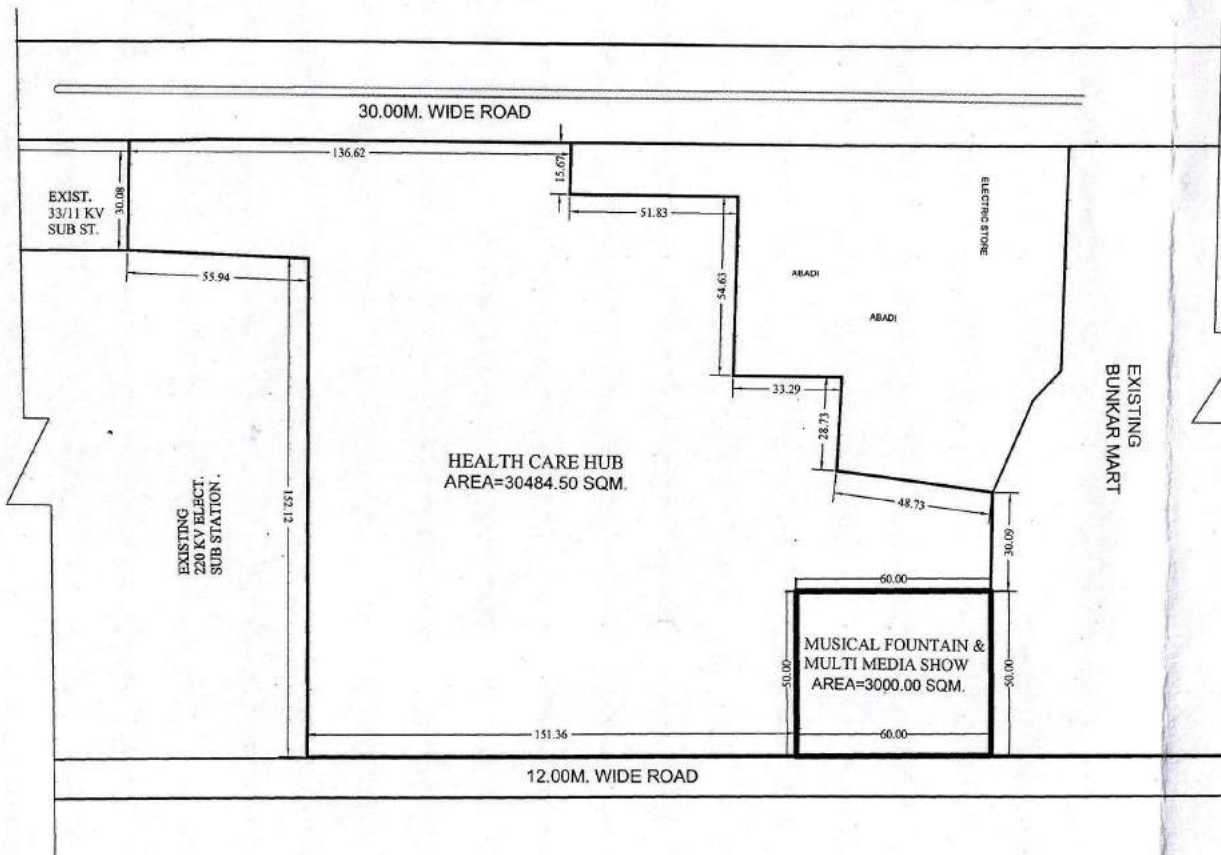 30.00M. WIDE ROAD
136.62
15.67
EXIST.
33/11 KV
SUB ST.
30.08
51.83
ELECTRIC STORE
55.94
54.63
ABADI
ABADI
33.29
28.73
EXISTING
BUNKAR MART
HEALTH CARE HUB
AREA=30484.50 SQM.
48.73
EXISTING
220 KV ELECT.
SUB STATION.
152.12
30.09
60.00
MUSICAL FOUNTAIN &
MULTI MEDIA SHOW
AREA=3000.00 SQM.
50.00
50.00
151.36
60.00
12.00M. WIDE ROAD